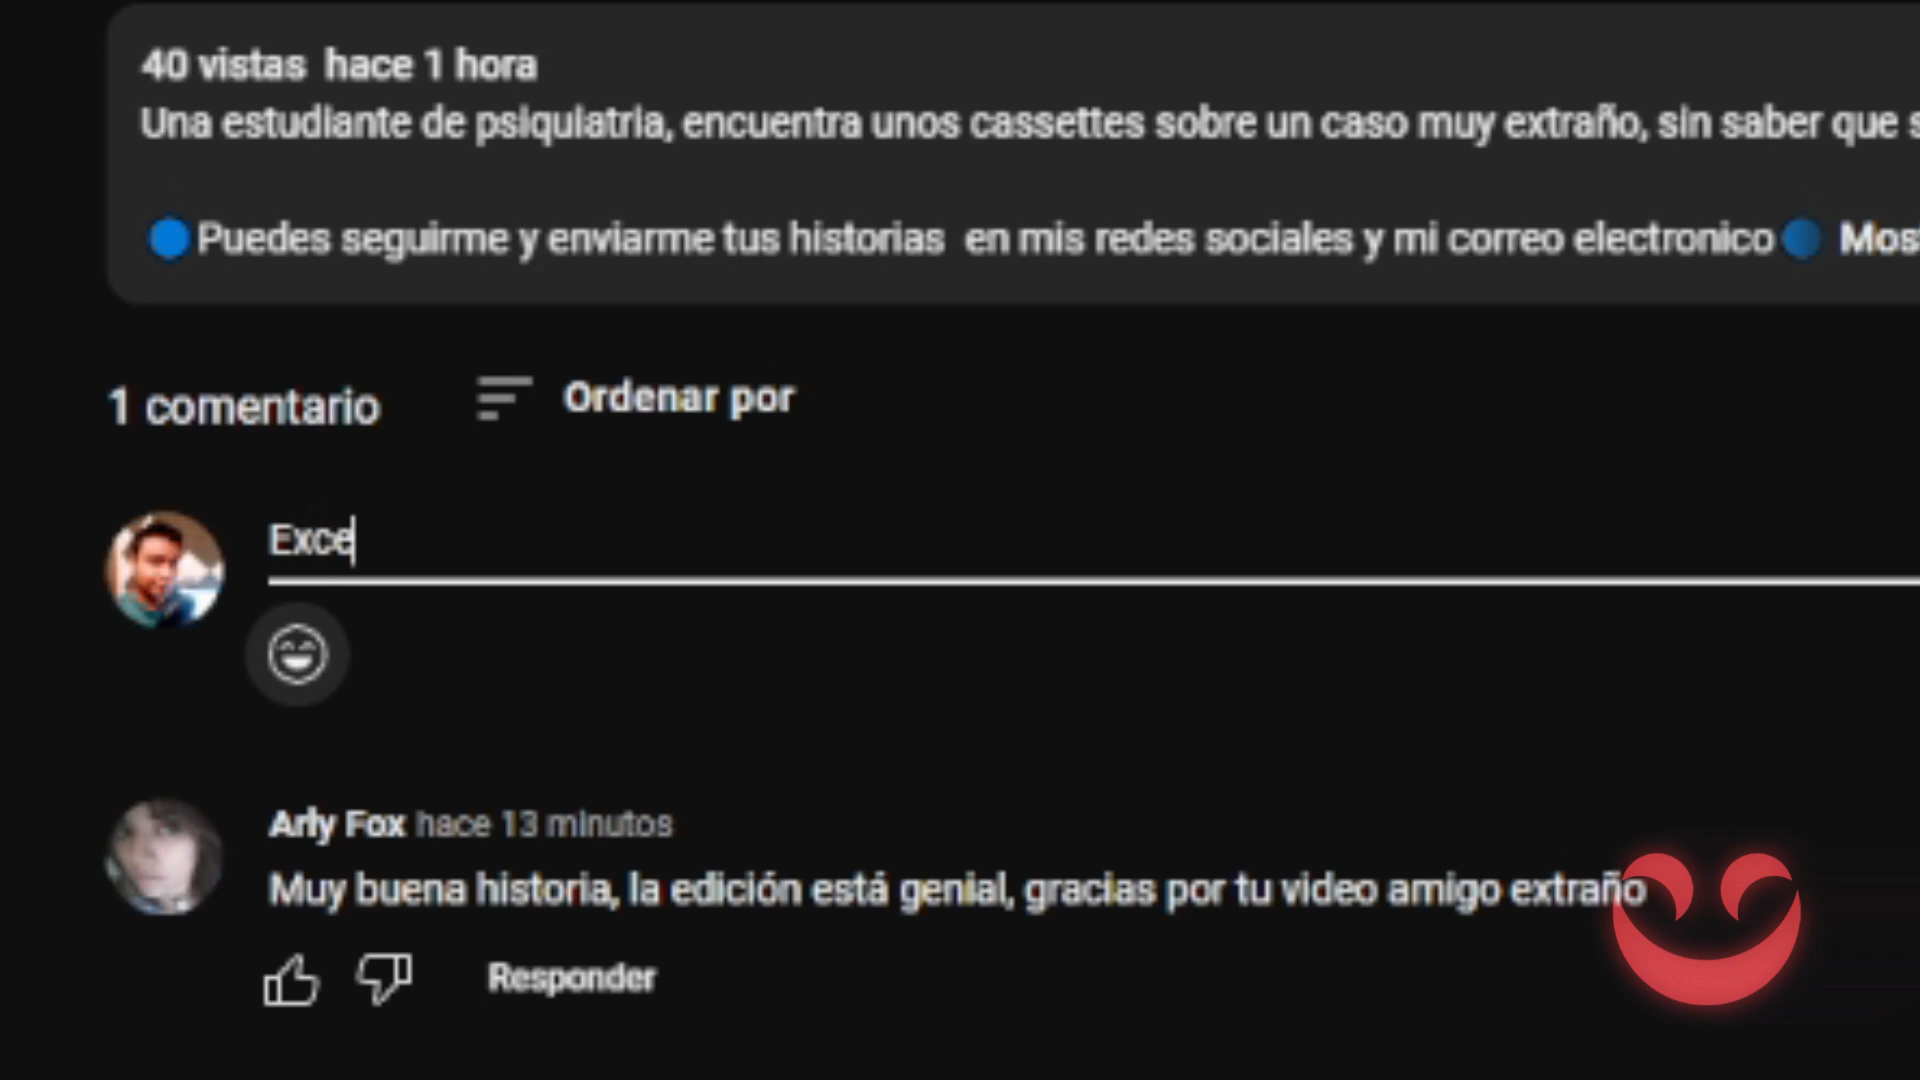 40 vistas hace 1 hora
Una estudiante de psiquiatria, encuentra unos cassettes sobre un caso muy extraño, sin saber que s
Puedes seguirme y enviarme tus historias en mis redes sociales y mi correo electronico Mos
1 comentario Ordenar por
Exce
Arly Fox hace 13 minutos
Muy buena historia, la edición está genial, gracias por tu video amigo extraño
Responder